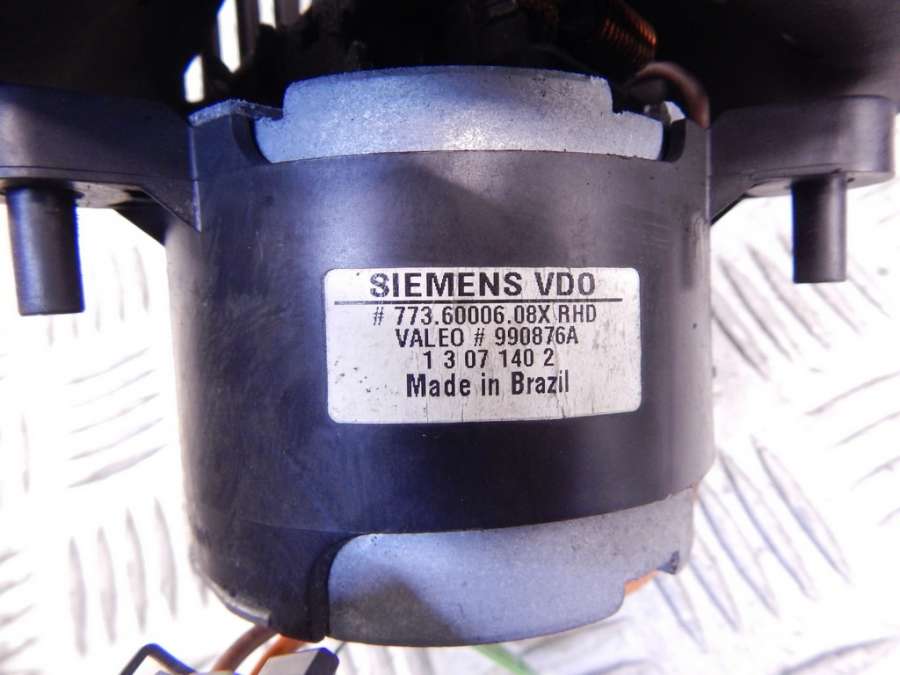 SIEMENS VDO
# 773.60006.08X RHD
VALEO # 990876A
1 3 07 140 2
Made in Brazil